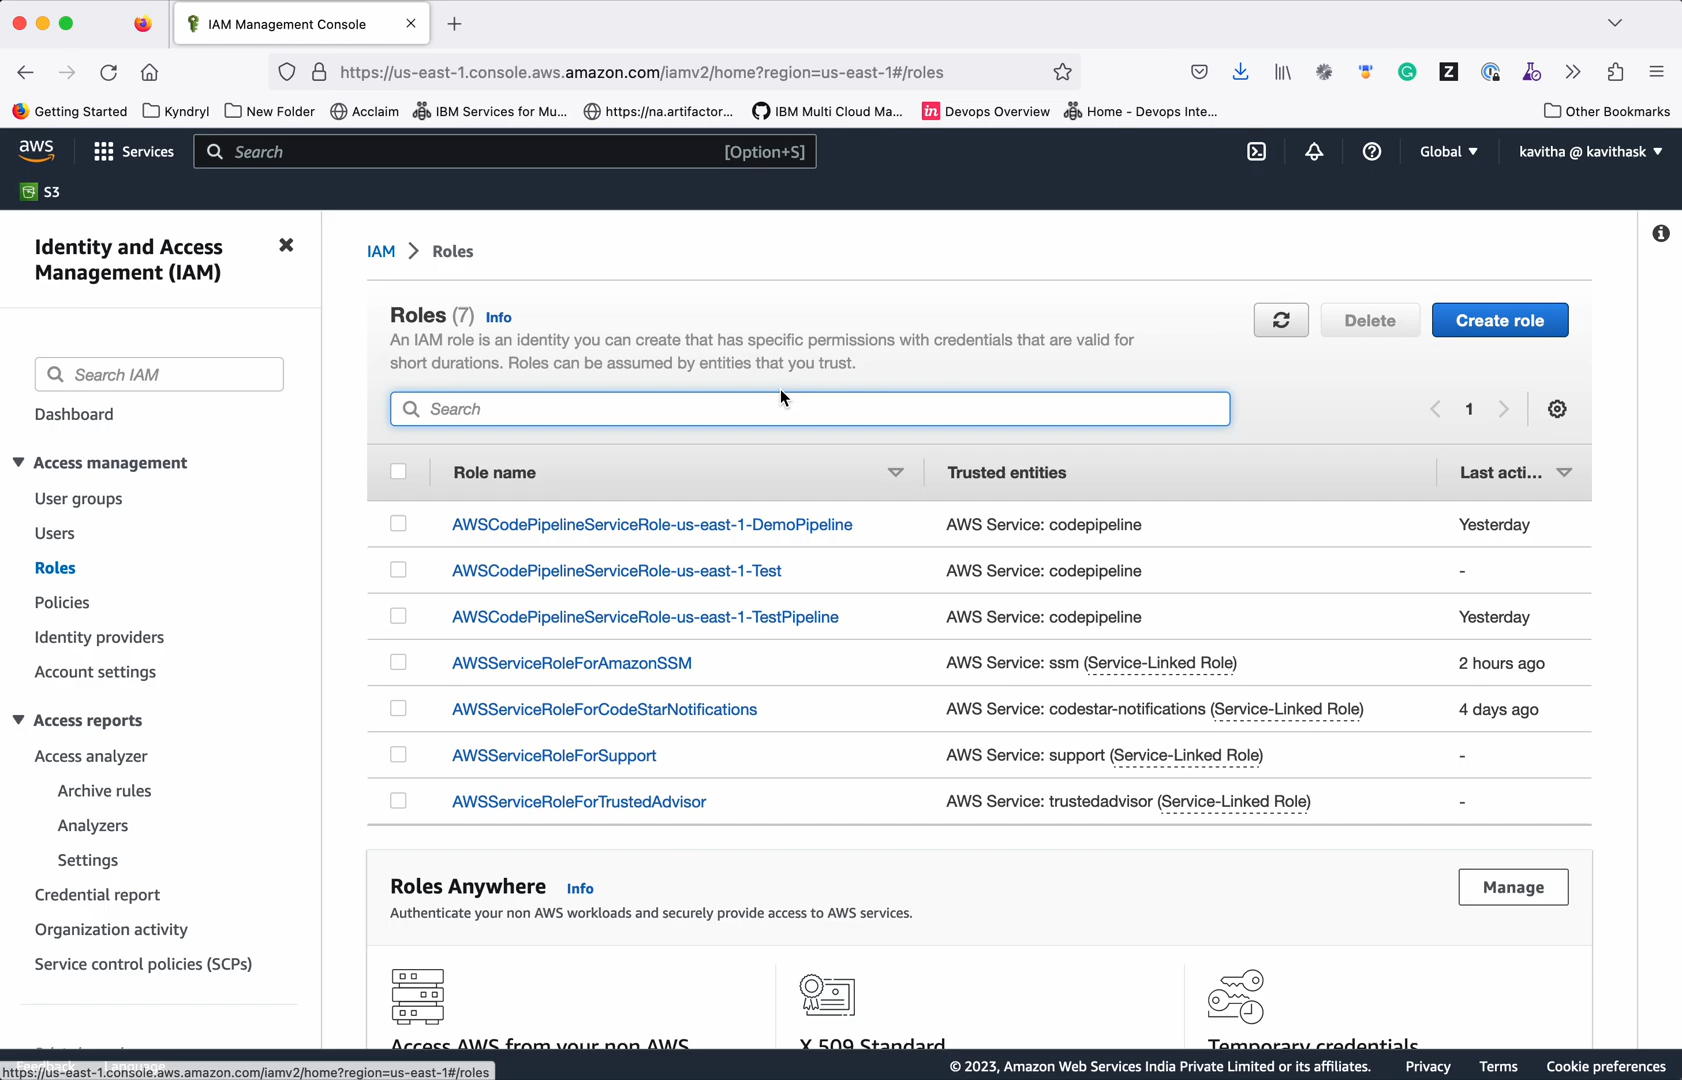 IAM Management Console
https://us-east-1.console.aws.amazon.com/iamv2/home?region=us-east-1#/roles
Getting Started Kyndryl New Folder Acclaim IBM Services for Mu... https://na.artifactor... IBM Multi Cloud Ma... Devops Overview Home - Devops Inte... Other Bookmarks
aws Services Search [Option+S] Global kavitha @ kavithask
S3
Identity and Access
Management (IAM)
Search IAM
Dashboard
Access management
User groups
Users
Roles
Policies
Identity providers
Account settings
Access reports
Access analyzer
Archive rules
Analyzers
Settings
Credential report
Organization activity
Service control policies (SCPs)
IAM > Roles
Roles (7) Info
An IAM role is an identity you can create that has specific permissions with credentials that are valid for
short durations. Roles can be assumed by entities that you trust.
Delete
Create role
Search
1
Role name Trusted entities Last acti...
AWSCodePipelineServiceRole-us-east-1-DemoPipeline AWS Service: codepipeline Yesterday
AWSCodePipelineServiceRole-us-east-1-Test AWS Service: codepipeline -
AWSCodePipelineServiceRole-us-east-1-TestPipeline AWS Service: codepipeline Yesterday
AWSServiceRoleForAmazonSSM AWS Service: ssm (Service-Linked Role) 2 hours ago
AWSServiceRoleForCodeStarNotifications AWS Service: codestar-notifications (Service-Linked Role) 4 days ago
AWSServiceRoleForSupport AWS Service: support (Service-Linked Role) -
AWSServiceRoleForTrustedAdvisor AWS Service: trustedadvisor (Service-Linked Role) -
Roles Anywhere Info
Authenticate your non AWS workloads and securely provide access to AWS services.
Manage
Access AWS from your non AWS
X.509 Standard
Temporary credentials
https://us-east-1.console.aws.amazon.com/iamv2/home?region=us-east-1#/roles
© 2023, Amazon Web Services India Private Limited or its affiliates. Privacy Terms Cookie preferences